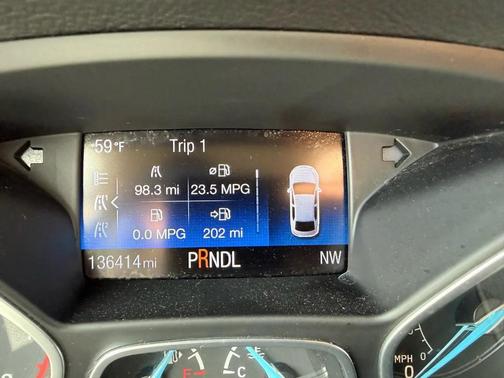 59°F Trip 1
98.3 mi 23.5 MPG
0.0 MPG 202 mi
136414 mi PRNDL NW
MPH 0
F E C